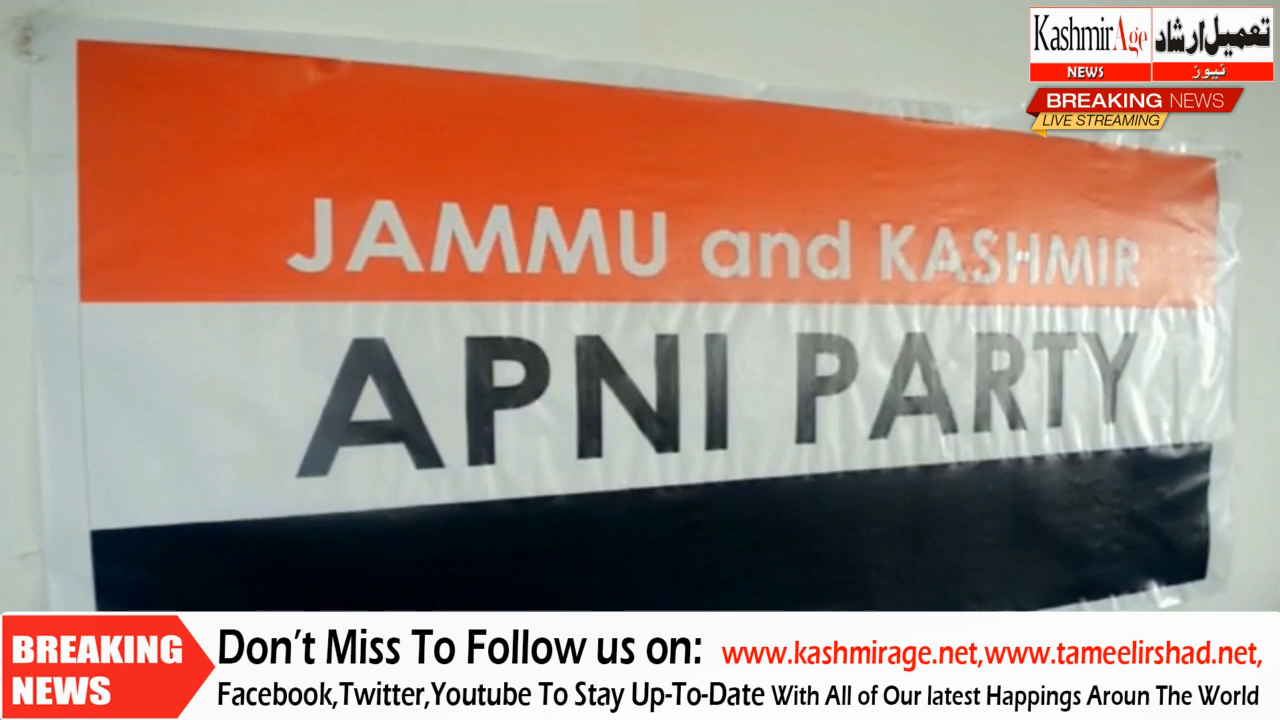 KashmirAge
تعمیل ارشاد
NEWS
نیوز
BREAKING NEWS
LIVE STREAMING
JAMMU and KASHMIR
APNI PARTY
BREAKING
NEWS
Don't Miss To Follow us on: www.kashmirage.net,www.tameelirshad.net,
Facebook,Twitter,Youtube To Stay Up-To-Date With All of Our latest Happings Aroun The World